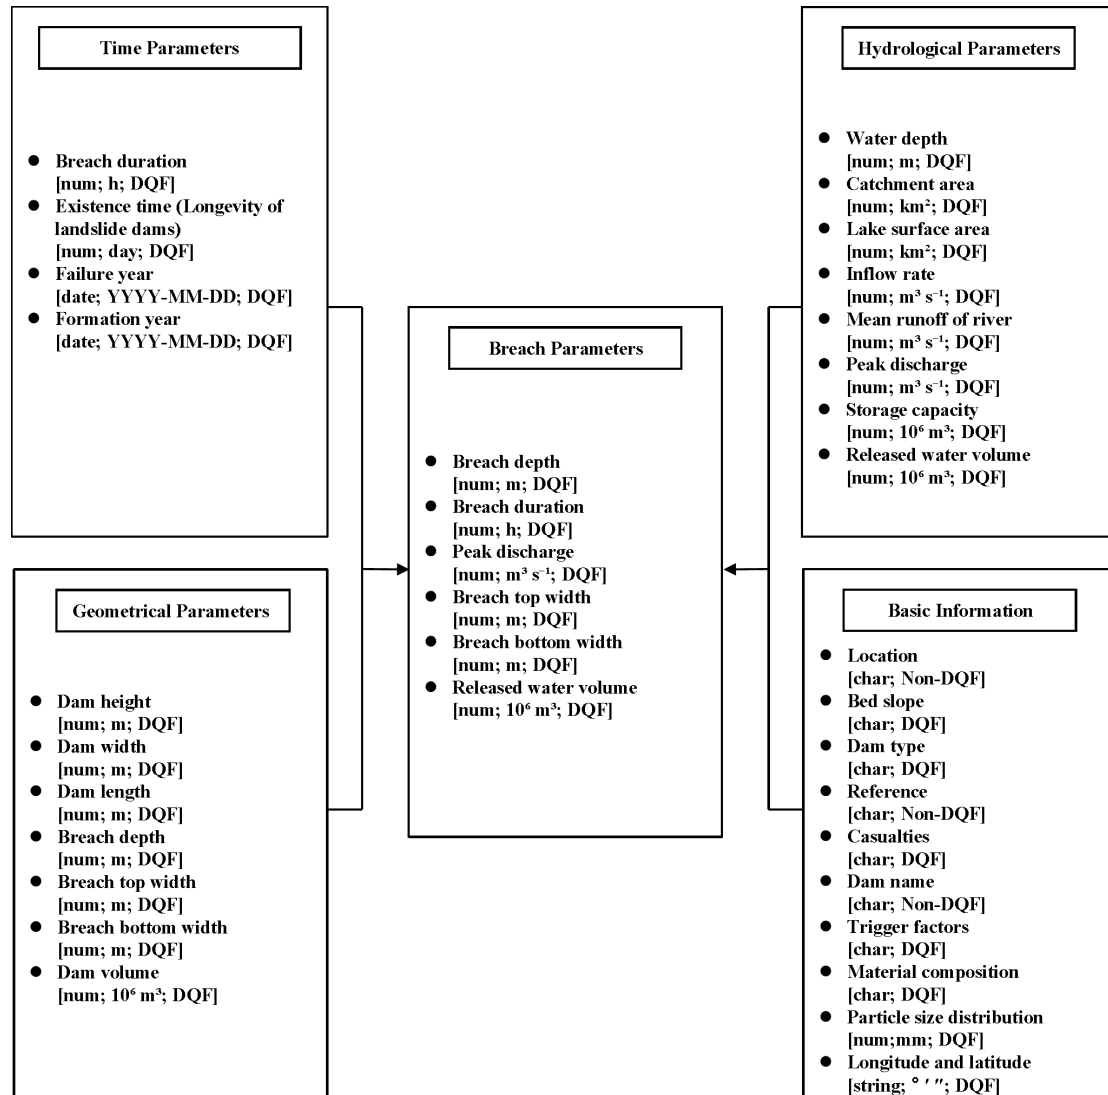 Time Parameters
● Breach duration
[num; h; DQF]
● Existence time (Longevity of
landslide dams)
[num; day; DQF]
● Failure year
[date; YYYY-MM-DD; DQF]
● Formation year
[date; YYYY-MM-DD; DQF]
Geometrical Parameters
● Dam height
[num; m; DQF]
● Dam width
[num; m; DQF]
● Dam length
[num; m; DQF]
● Breach depth
[num; m; DQF]
● Breach top width
[num; m; DQF]
● Breach bottom width
[num; m; DQF]
● Dam volume
[num; 10⁶ m³; DQF]
Breach Parameters
● Breach depth
[num; m; DQF]
● Breach duration
[num; h; DQF]
● Peak discharge
[num; m³ s⁻¹; DQF]
● Breach top width
[num; m; DQF]
● Breach bottom width
[num; m; DQF]
● Released water volume
[num; 10⁶ m³; DQF]
Hydrological Parameters
● Water depth
[num; m; DQF]
● Catchment area
[num; km²; DQF]
● Lake surface area
[num; km²; DQF]
● Inflow rate
[num; m³ s⁻¹; DQF]
● Mean runoff of river
[num; m³ s⁻¹; DQF]
● Peak discharge
[num; m³ s⁻¹; DQF]
● Storage capacity
[num; 10⁶ m³; DQF]
● Released water volume
[num; 10⁶ m³; DQF]
Basic Information
● Location
[char; Non-DQF]
● Bed slope
[char; DQF]
● Dam type
[char; DQF]
● Reference
[char; Non-DQF]
● Casualties
[char; DQF]
● Dam name
[char; Non-DQF]
● Trigger factors
[char; DQF]
● Material composition
[char; DQF]
● Particle size distribution
[num;mm; DQF]
● Longitude and latitude
[string; ° ′ ″; DQF]